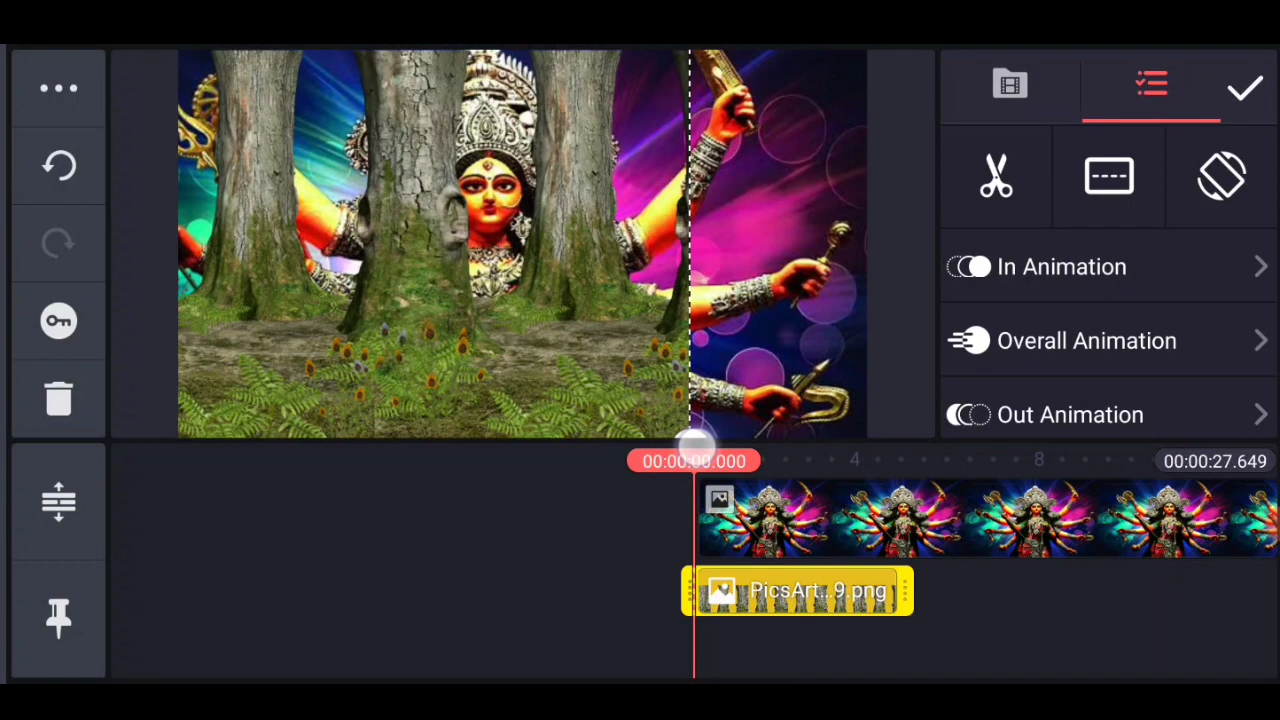 In Animation
Overall Animation
Out Animation
00:00:00.000
4
8
00:00:27.649
PicsArt...9.png